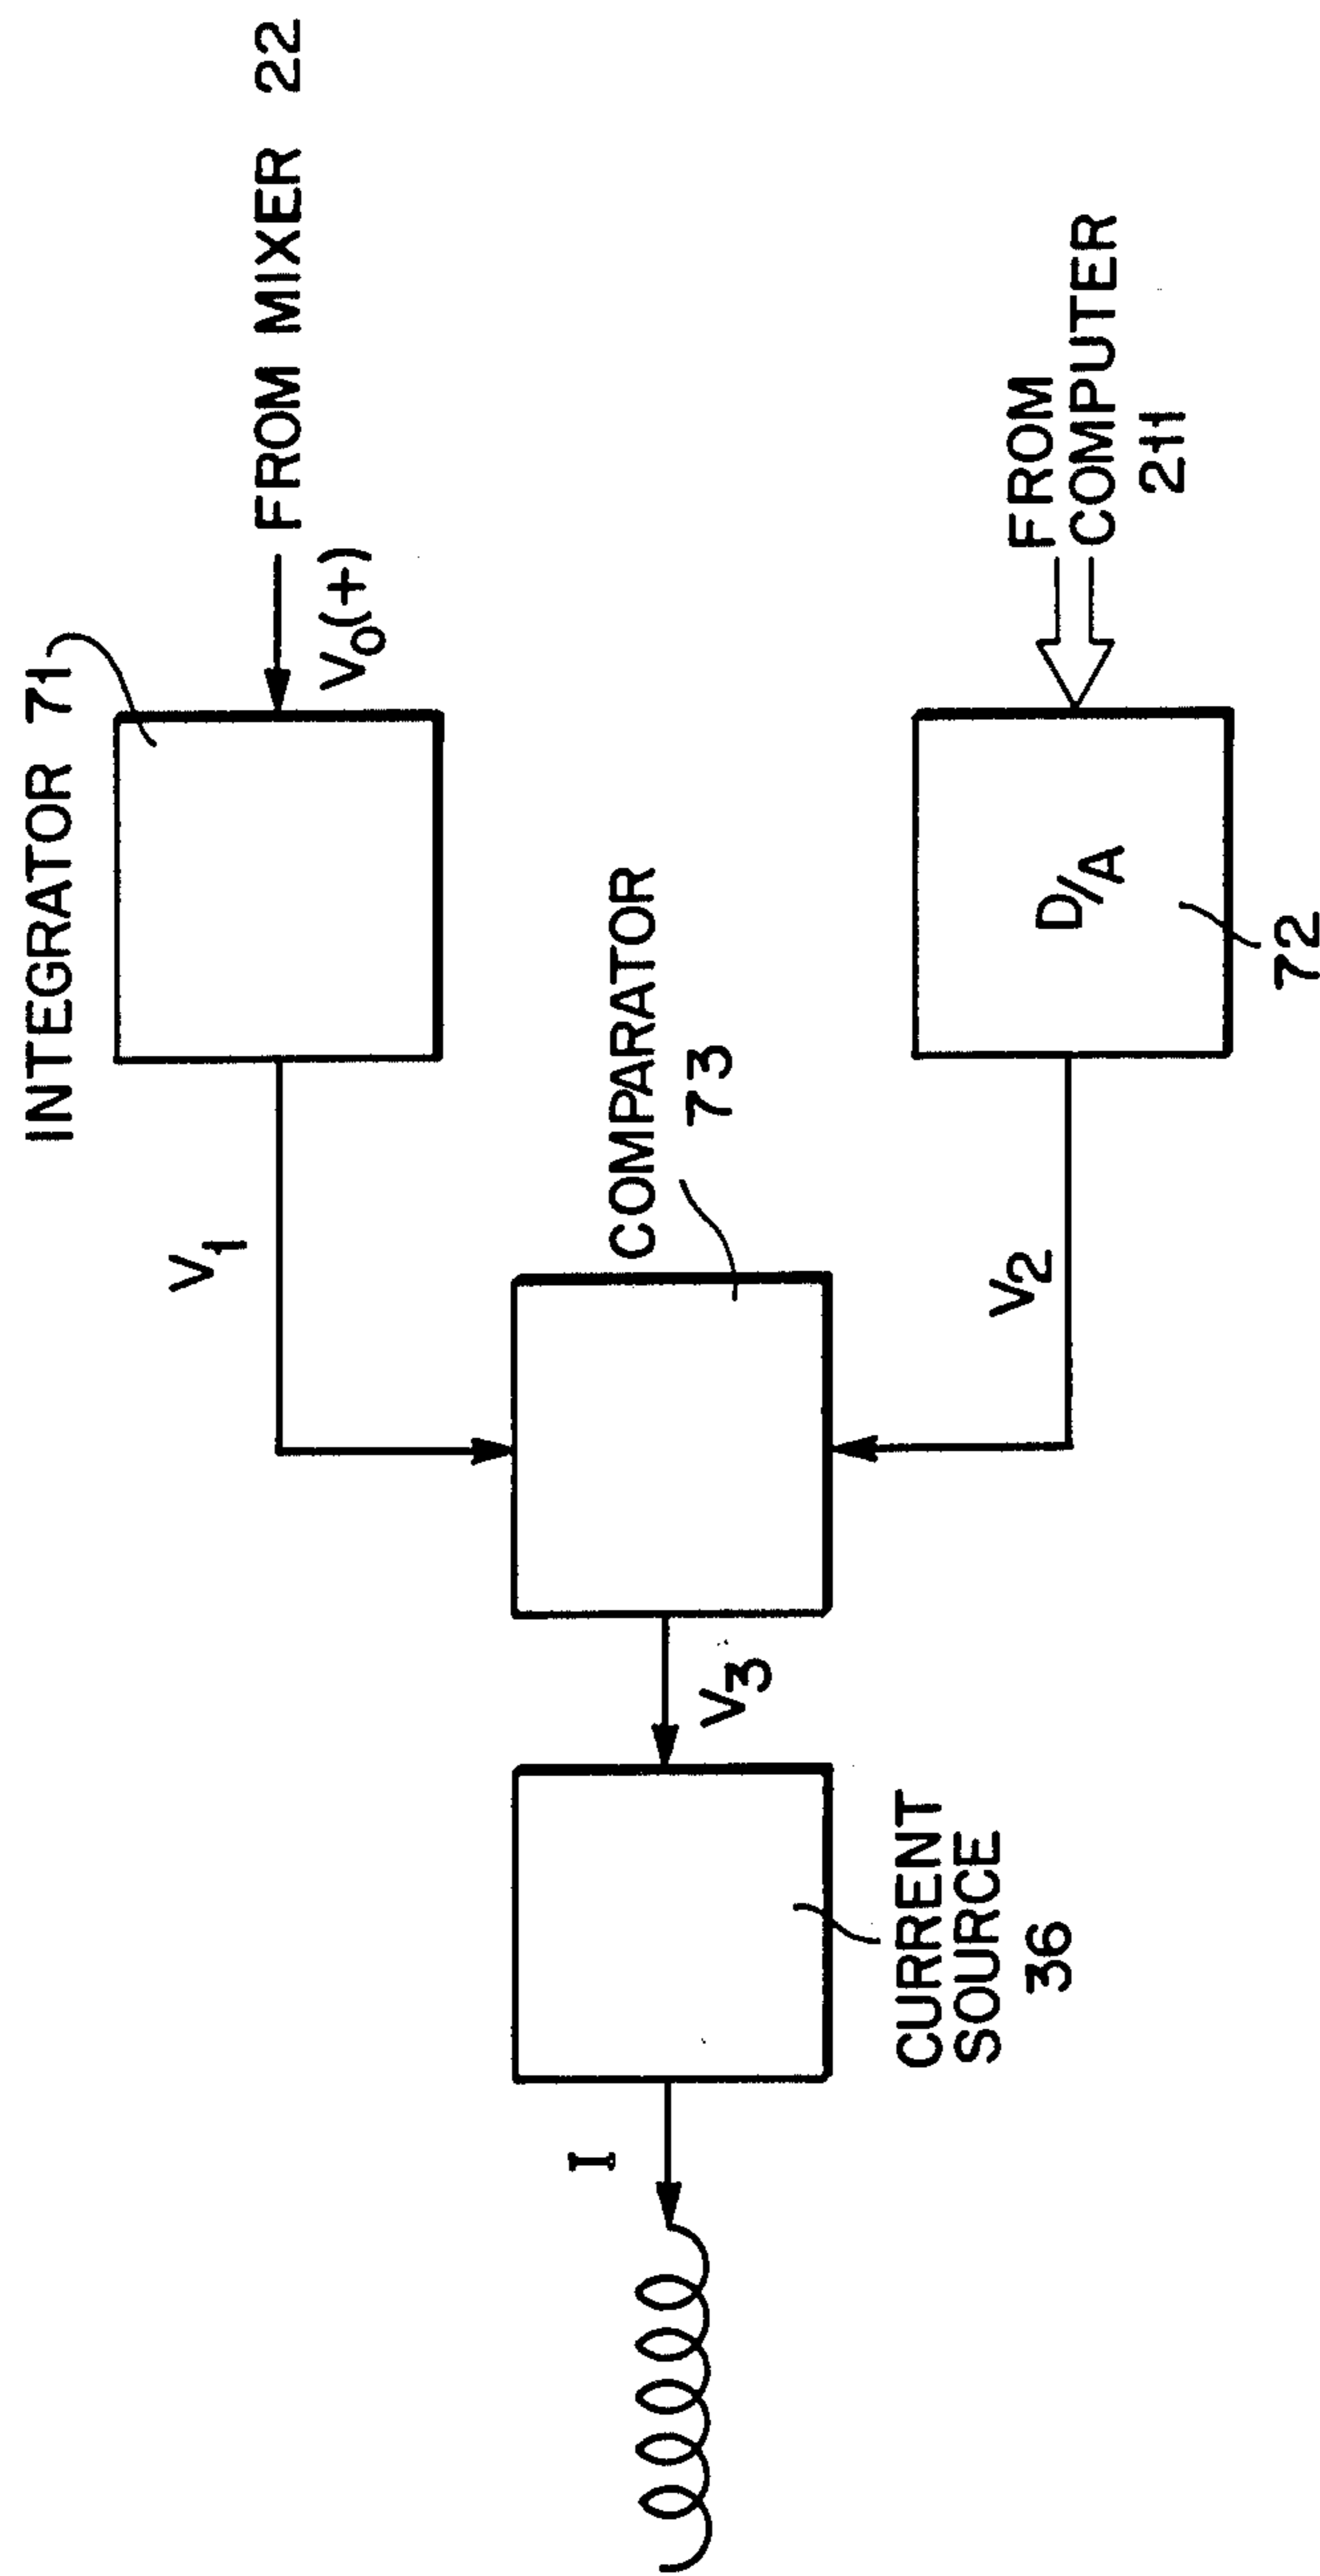 INTEGRATOR 71
FROM MIXER 22
V0(+)
V1
COMPARATOR
73
FROM
COMPUTER
211
D/A
72
V2
V3
CURRENT
SOURCE
36
I